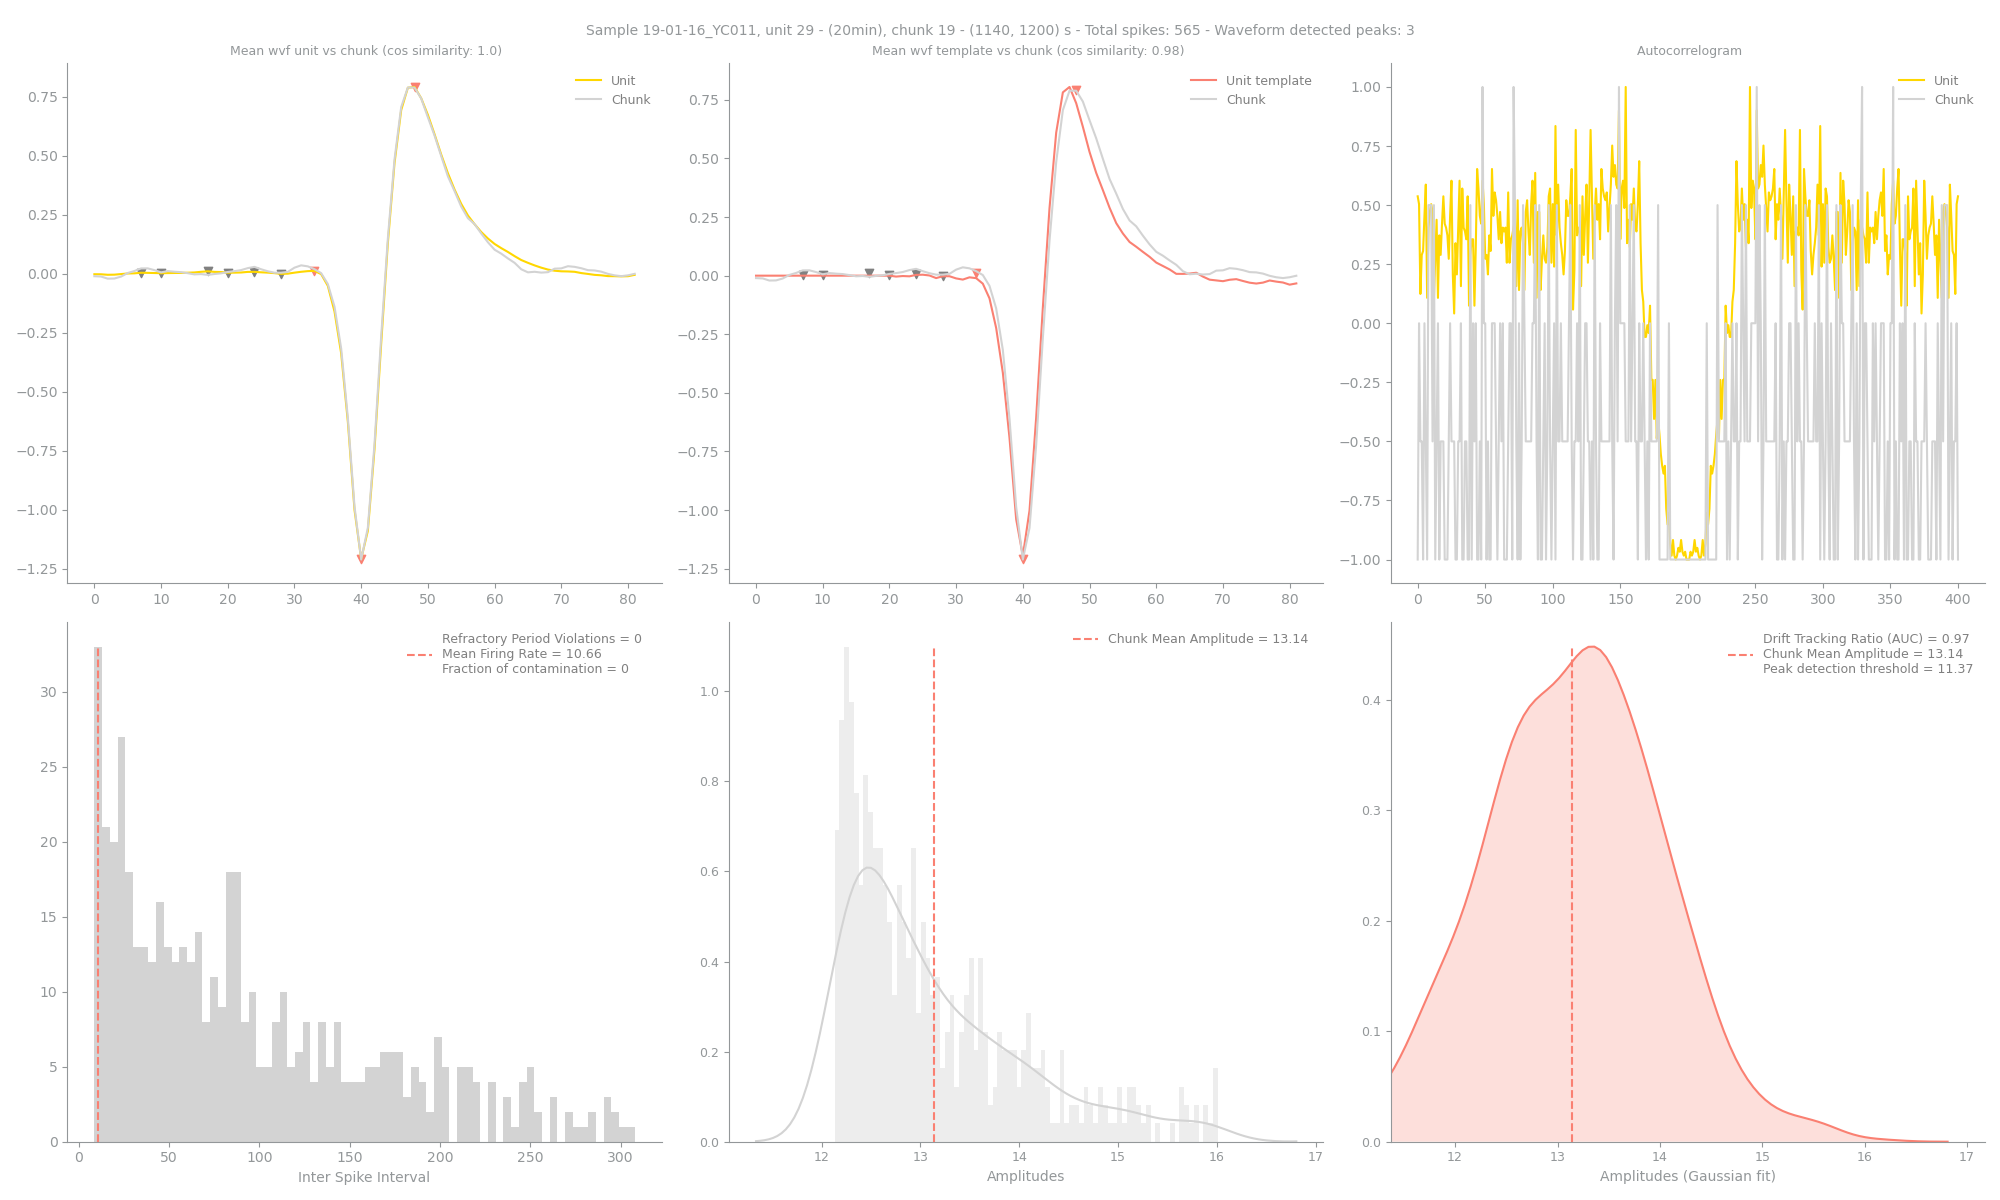 Sample 19-01-16_YC011, unit 29 - (20min), chunk 19 - (1140, 1200) s - Total spikes: 565 - Waveform detected peaks: 3
Mean wvf unit vs chunk (cos similarity: 1.0)
Unit
Chunk
0.75
0.50
0.25
0.00
−0.25
−0.50
−0.75
−1.00
−1.25
0 10 20 30 40 50 60 70 80
Mean wvf template vs chunk (cos similarity: 0.98)
Unit template
Chunk
0.75
0.50
0.25
0.00
−0.25
−0.50
−0.75
−1.00
−1.25
0 10 20 30 40 50 60 70 80
Autocorrelogram
Unit
Chunk
1.00
0.75
0.50
0.25
0.00
−0.25
−0.50
−0.75
−1.00
0 50 100 150 200 250 300 350 400
Refractory Period Violations = 0
Mean Firing Rate = 10.66
Fraction of contamination = 0
30
25
20
15
10
5
0
0 50 100 150 200 250 300
Inter Spike Interval
Chunk Mean Amplitude = 13.14
1.0
0.8
0.6
0.4
0.2
0.0
12 13 14 15 16 17
Amplitudes
Drift Tracking Ratio (AUC) = 0.97
Chunk Mean Amplitude = 13.14
Peak detection threshold = 11.37
0.4
0.3
0.2
0.1
0.0
12 13 14 15 16 17
Amplitudes (Gaussian fit)